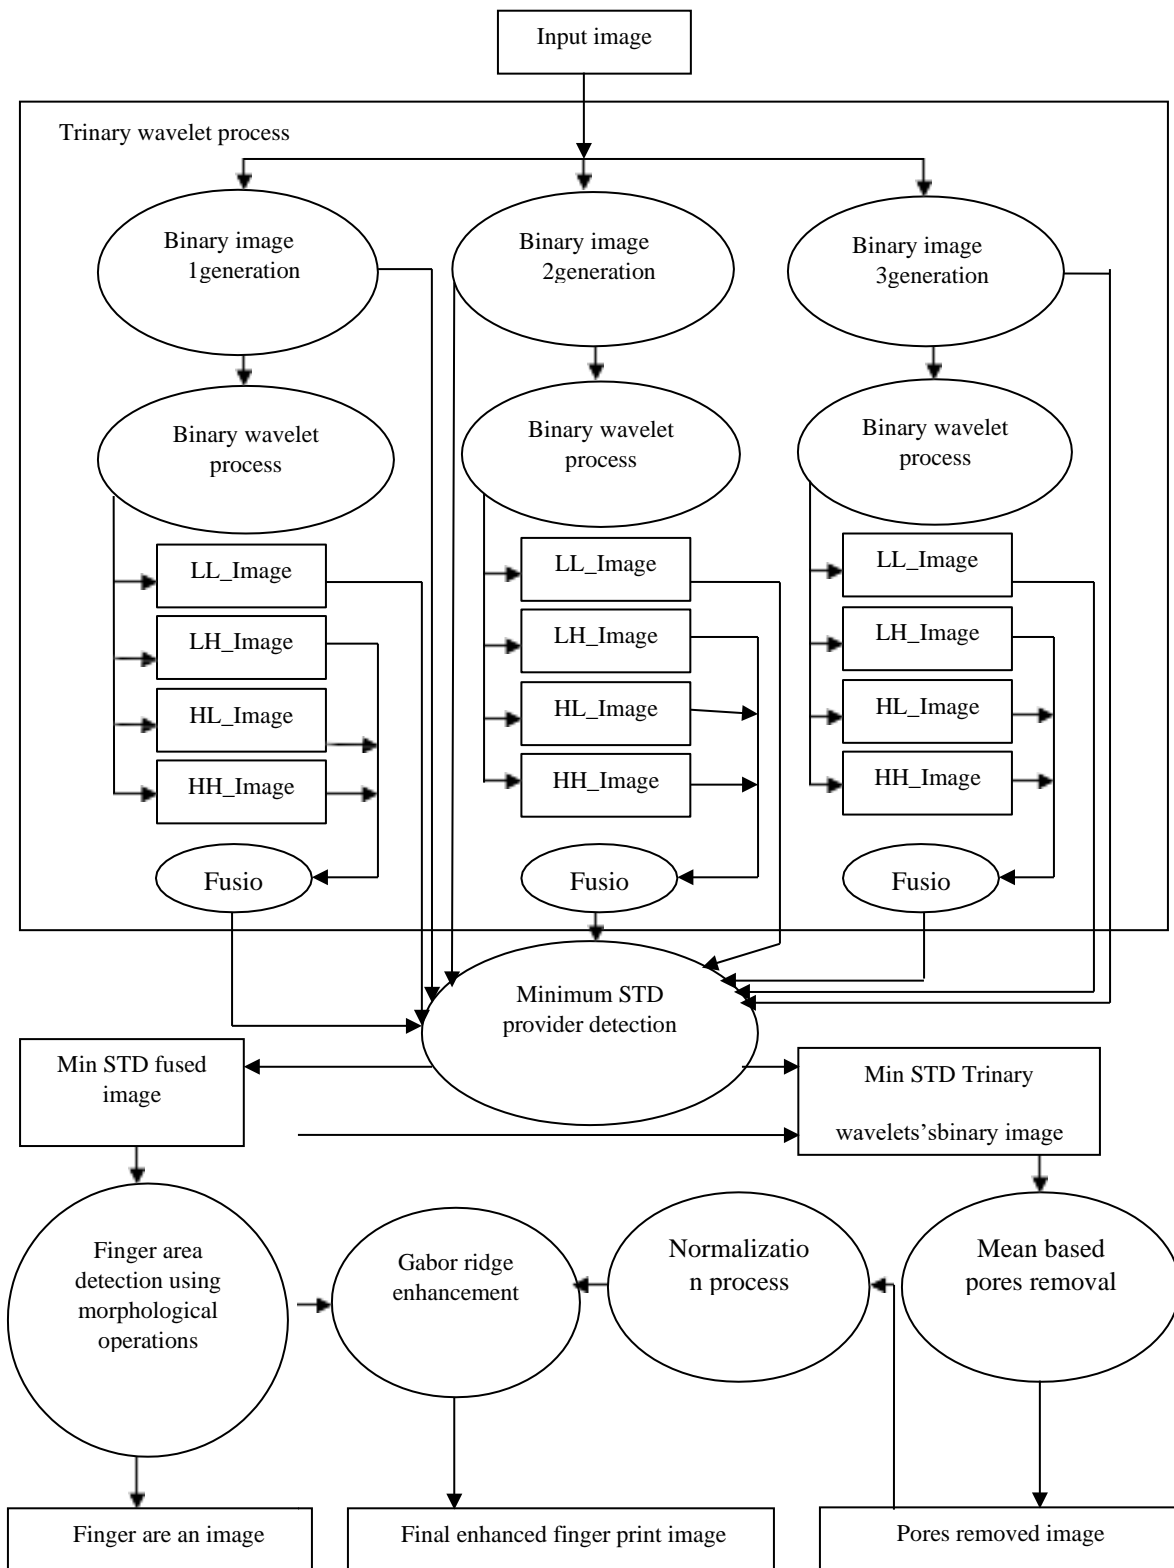 Input image
Trinary wavelet process
Binary image
1generation
Binary image
2generation
Binary image
3generation
Binary wavelet
process
Binary wavelet
process
Binary wavelet
process
LL_Image
LH_Image
HL_Image
HH_Image
LL_Image
LH_Image
HL_Image
HH_Image
LL_Image
LH_Image
HL_Image
HH_Image
Fusio
Fusio
Fusio
Minimum STD
provider detection
Min STD fused
image
Min STD Trinary
wavelets’sbinary image
Finger area
detection using
morphological
operations
Gabor ridge
enhancement
Normalizatio
n process
Mean based
pores removal
Finger are an image
Final enhanced finger print image
Pores removed image